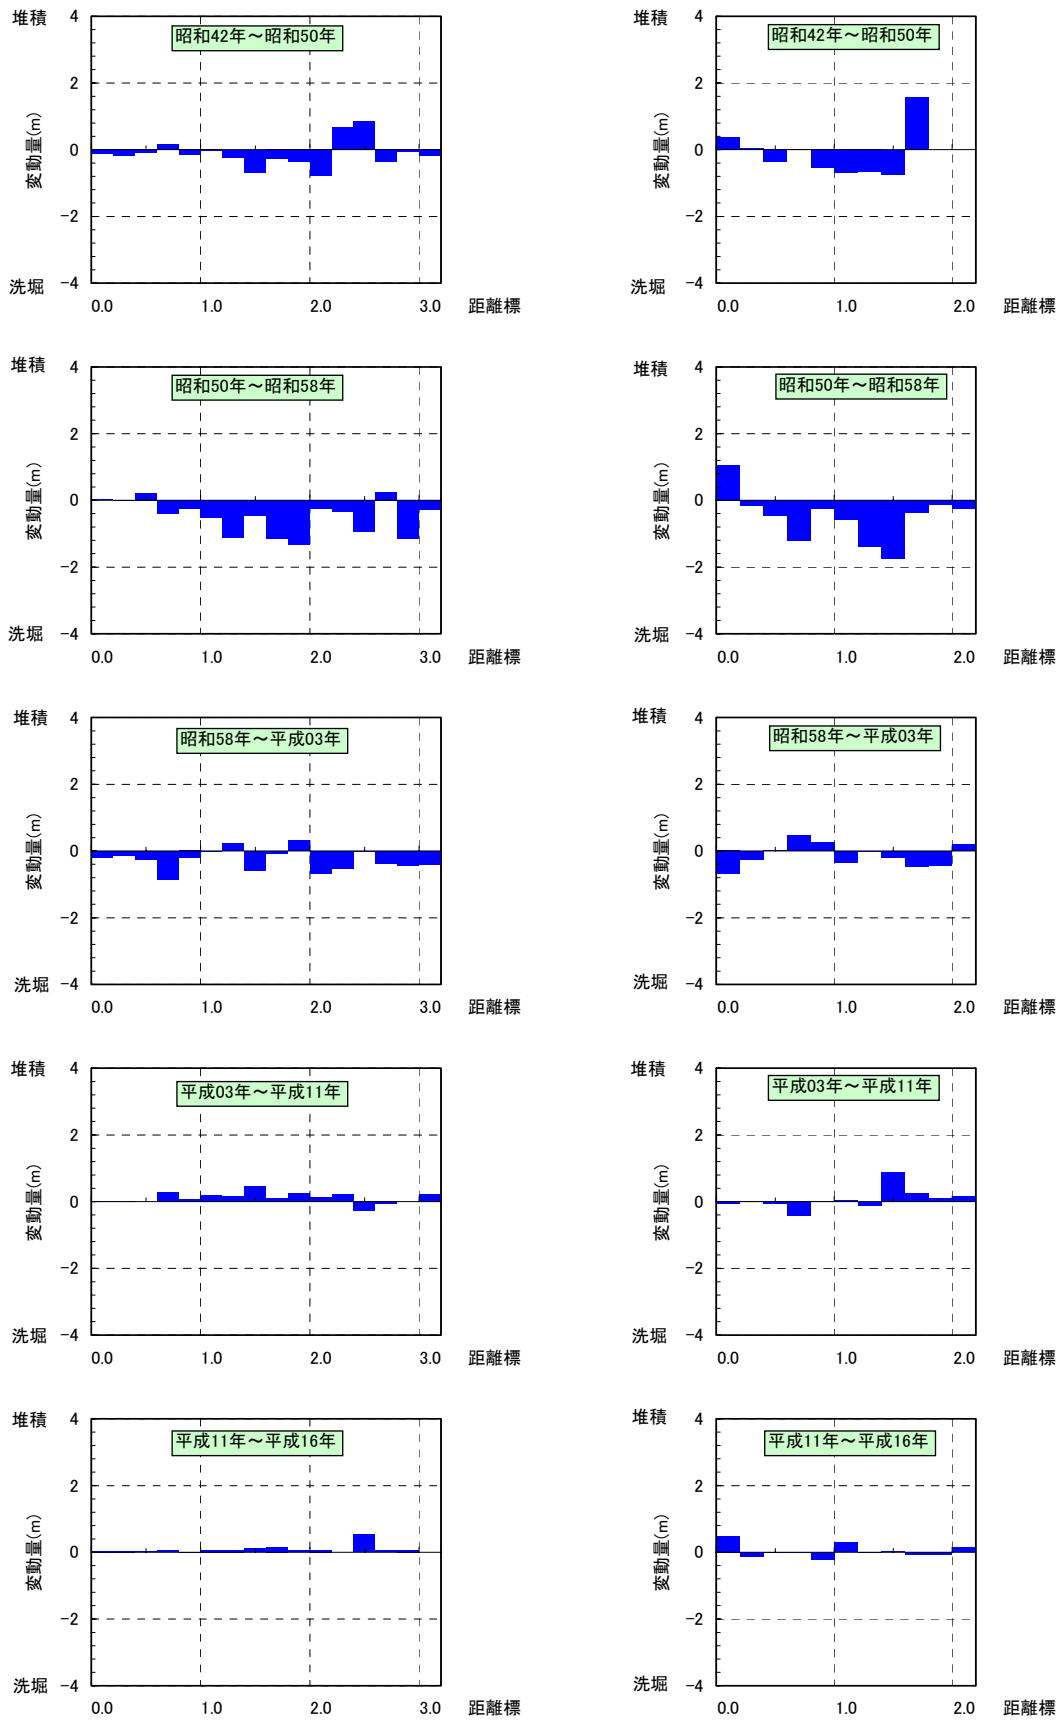 堆積
4
昭和42年～昭和50年
2
変動量(m)
0
-2
洗堀
-4
0.0 1.0 2.0 3.0 距離標
堆積
4
昭和42年～昭和50年
2
変動量(m)
0
-2
洗堀
-4
0.0 1.0 2.0 距離標
堆積
4
昭和50年～昭和58年
2
変動量(m)
0
-2
洗堀
-4
0.0 1.0 2.0 3.0 距離標
堆積
4
昭和50年～昭和58年
2
変動量(m)
0
-2
洗堀
-4
0.0 1.0 2.0 距離標
堆積
4
昭和58年～平成03年
2
変動量(m)
0
-2
洗堀
-4
0.0 1.0 2.0 3.0 距離標
堆積
4
昭和58年～平成03年
2
変動量(m)
0
-2
洗堀
-4
0.0 1.0 2.0 距離標
堆積
4
平成03年～平成11年
2
変動量(m)
0
-2
洗堀
-4
0.0 1.0 2.0 3.0 距離標
堆積
4
平成03年～平成11年
2
変動量(m)
0
-2
洗堀
-4
0.0 1.0 2.0 距離標
堆積
4
平成11年～平成16年
2
変動量(m)
0
-2
洗堀
-4
0.0 1.0 2.0 3.0 距離標
堆積
4
平成11年～平成16年
2
変動量(m)
0
-2
洗堀
-4
0.0 1.0 2.0 距離標